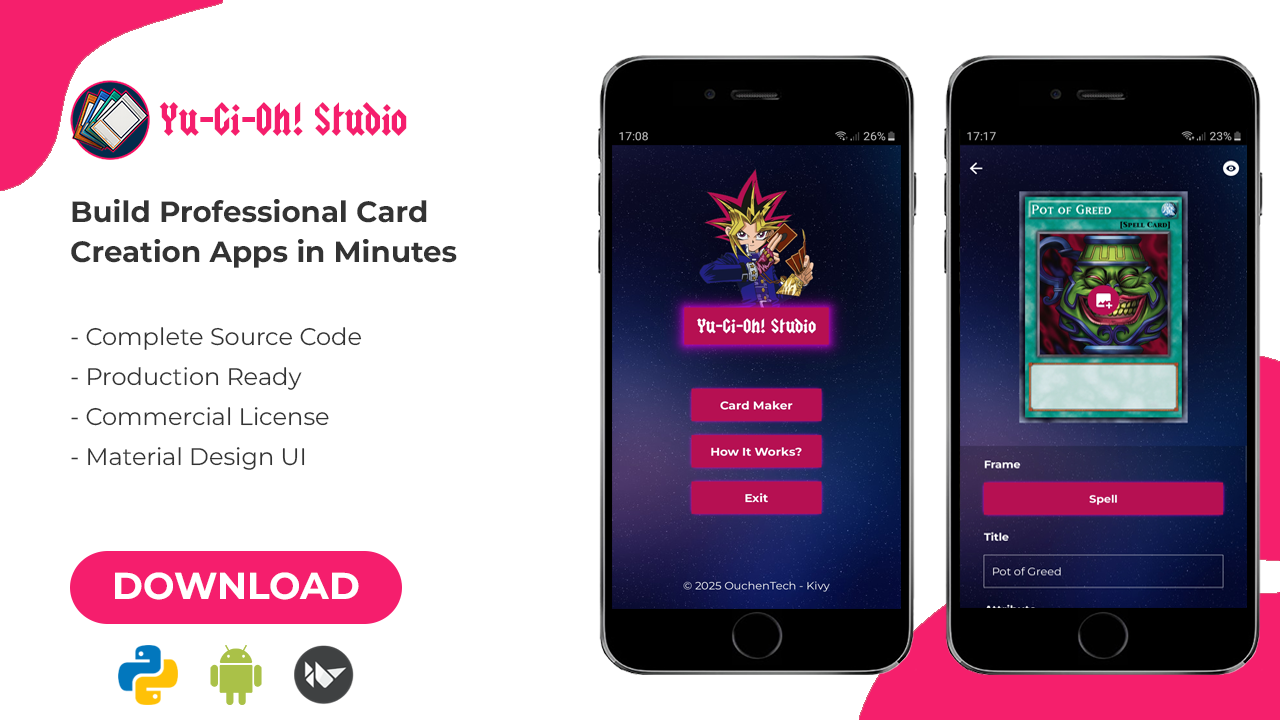 Yu-Gi-Oh! Studio
Build Professional Card
Creation Apps in Minutes
- Complete Source Code
- Production Ready
- Commercial License
- Material Design UI
DOWNLOAD
17:08
26%
Yu-Gi-Oh! Studio
Card Maker
How It Works?
Exit
© 2025 OuchenTech - Kivy
17:17
23%
Pot of Greed
[Spell Card]
Frame
Spell
Title
Pot of Greed
Attribute